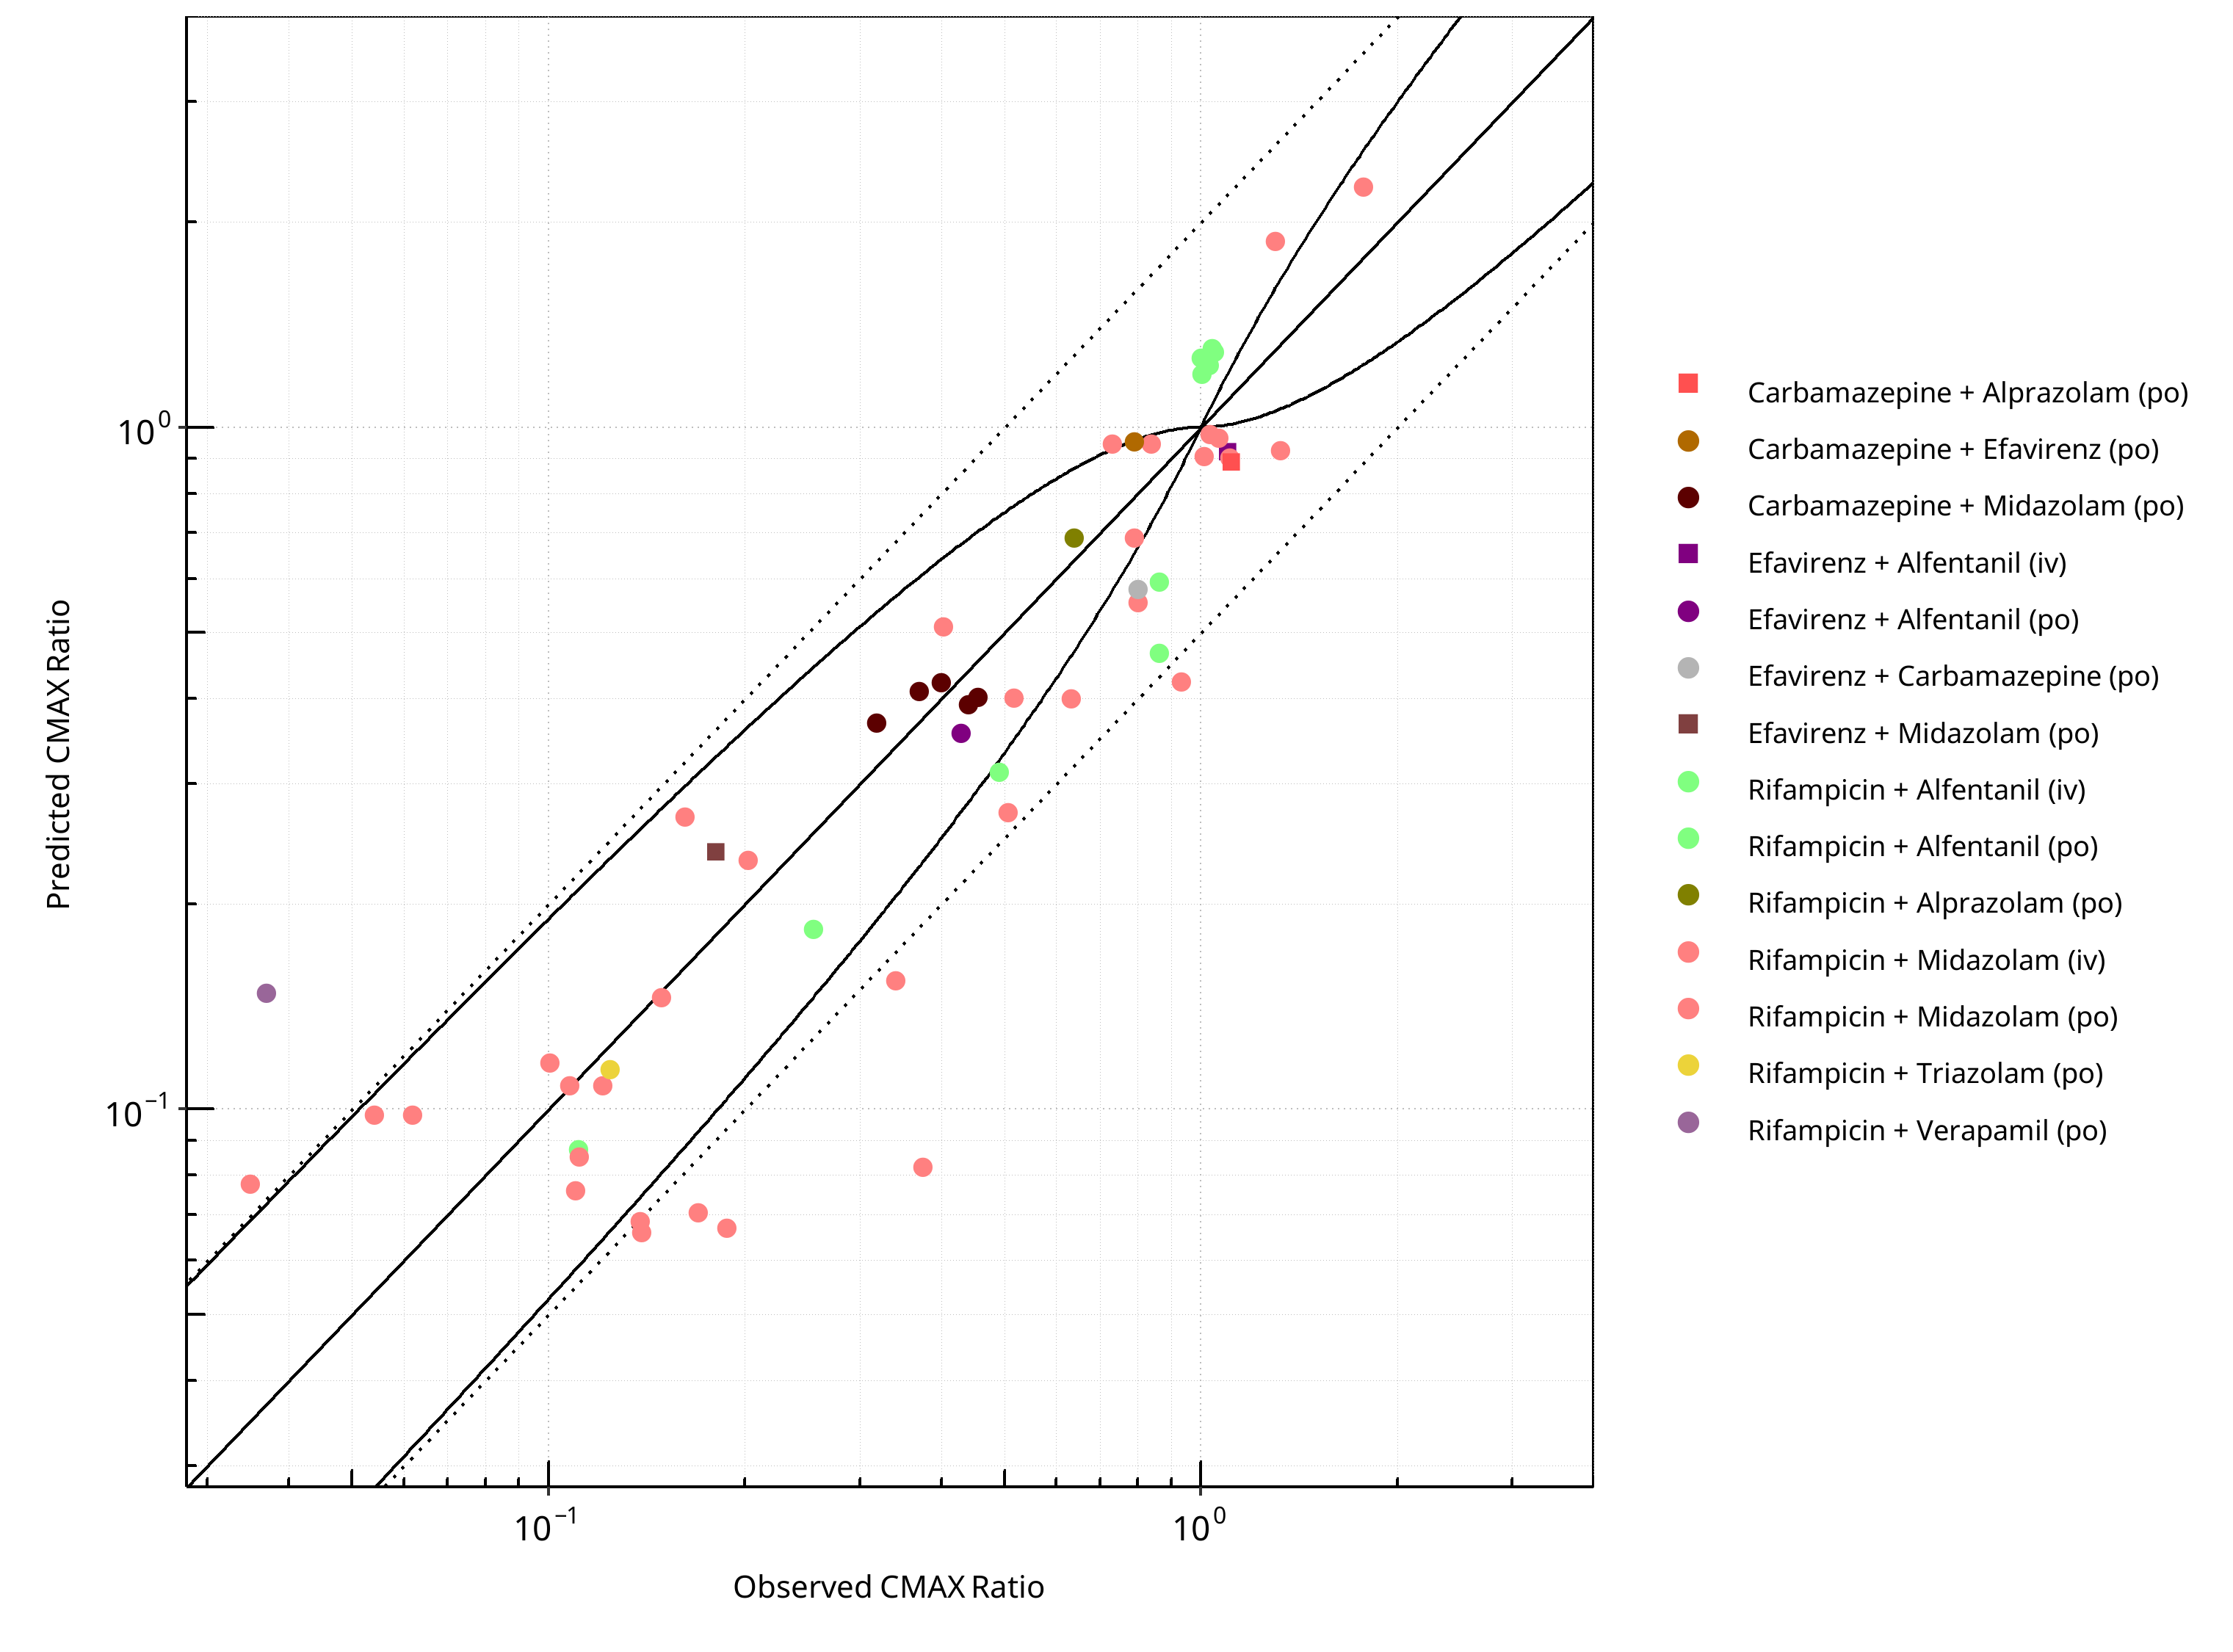 10⁰
10⁻¹
Predicted CMAX Ratio
10⁻¹
10⁰
Observed CMAX Ratio
Carbamazepine + Alprazolam (po)
Carbamazepine + Efavirenz (po)
Carbamazepine + Midazolam (po)
Efavirenz + Alfentanil (iv)
Efavirenz + Alfentanil (po)
Efavirenz + Carbamazepine (po)
Efavirenz + Midazolam (po)
Rifampicin + Alfentanil (iv)
Rifampicin + Alfentanil (po)
Rifampicin + Alprazolam (po)
Rifampicin + Midazolam (iv)
Rifampicin + Midazolam (po)
Rifampicin + Triazolam (po)
Rifampicin + Verapamil (po)